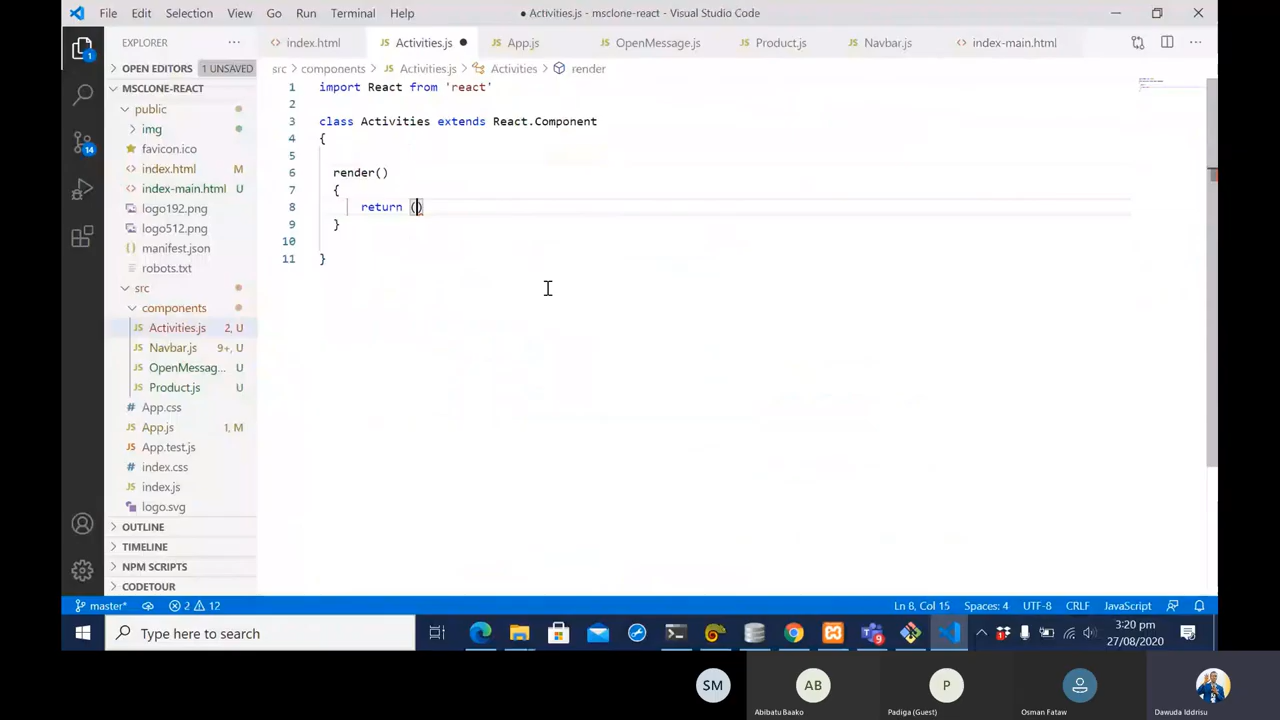 File Edit Selection View Go Run Terminal Help
● Activities.js - msclone-react - Visual Studio Code
EXPLORER
index.html Activities.js ● App.js OpenMessage.js Product.js Navbar.js index-main.html
OPEN EDITORS 1 UNSAVED
src > components > Activities.js > Activities > render
MSCLONE-REACT
public
img
favicon.ico
index.html M
index-main.html U
logo192.png
logo512.png
manifest.json
robots.txt
src
components
Activities.js 2, U
Navbar.js 9+, U
OpenMessag... U
Product.js U
App.css
App.js 1, M
App.test.js
index.css
index.js
logo.svg
OUTLINE
TIMELINE
NPM SCRIPTS
CODETOUR
1
14
1 import React from 'react'
2
3 class Activities extends React.Component
4 {
5
6 render()
7 {
8 return ()
9 }
10
11 }
master* 2 12
Ln 8, Col 15 Spaces: 4 UTF-8 CRLF JavaScript
Type here to search
9
3:20 pm
27/08/2020
SM
AB
P
Abibatu Baako
Padiga (Guest)
Osman Fataw
Dawuda Iddrisu